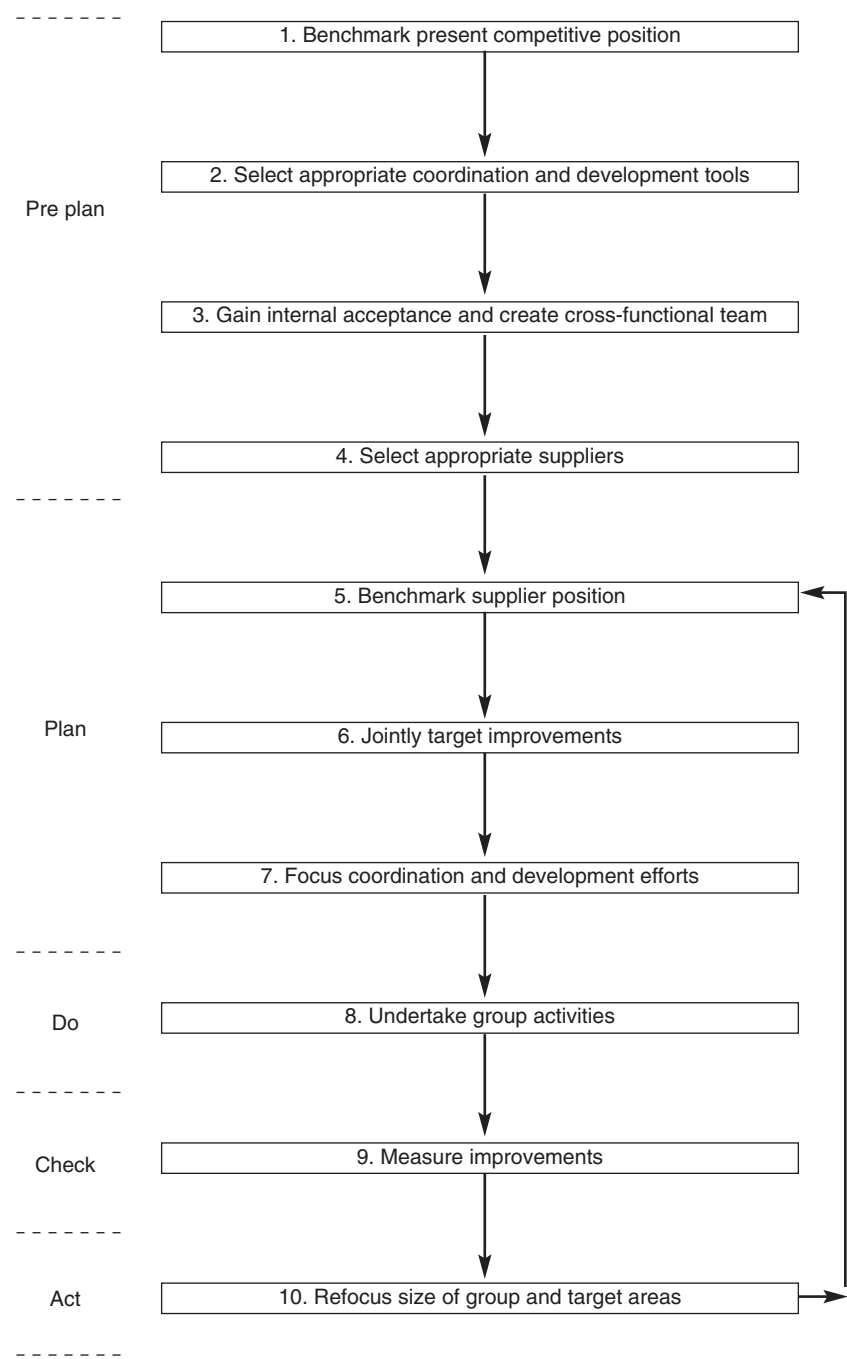 1. Benchmark present competitive position
2. Select appropriate coordination and development tools
Pre plan
3. Gain internal acceptance and create cross-functional team
4. Select appropriate suppliers
5. Benchmark supplier position
Plan
6. Jointly target improvements
7. Focus coordination and development efforts
Do
8. Undertake group activities
Check
9. Measure improvements
Act
10. Refocus size of group and target areas